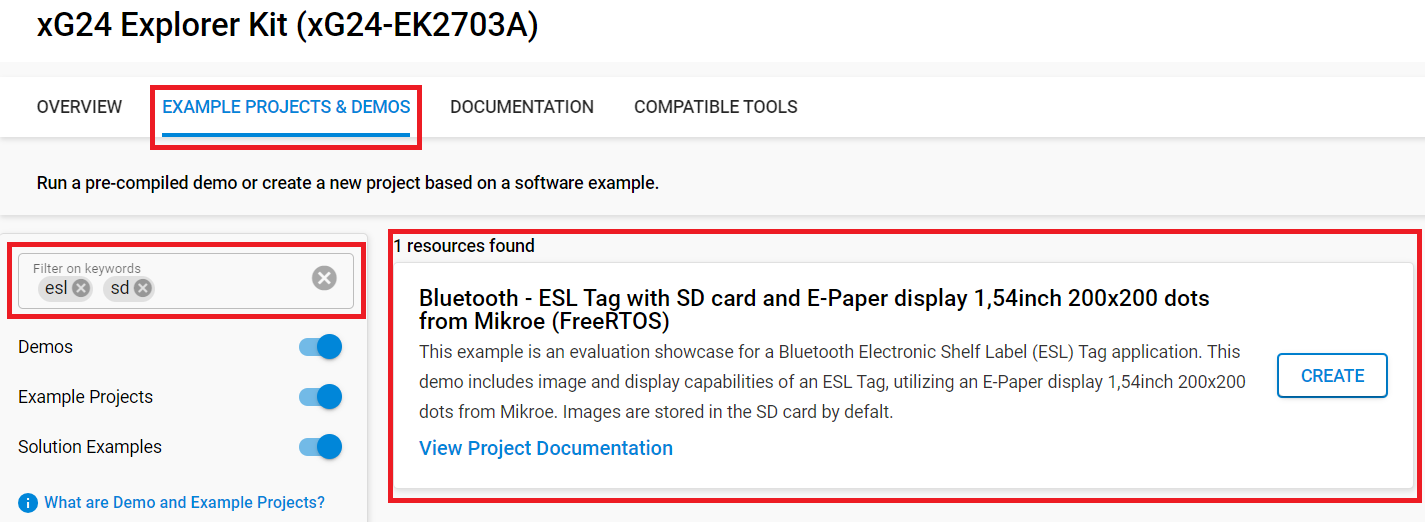 xG24 Explorer Kit (xG24-EK2703A)
OVERVIEW EXAMPLE PROJECTS & DEMOS DOCUMENTATION COMPATIBLE TOOLS
Run a pre-compiled demo or create a new project based on a software example.
Filter on keywords
esl sd
Demos
Example Projects
Solution Examples
What are Demo and Example Projects?
1 resources found
Bluetooth - ESL Tag with SD card and E-Paper display 1,54inch 200x200 dots
from Mikroe (FreeRTOS)
This example is an evaluation showcase for a Bluetooth Electronic Shelf Label (ESL) Tag application. This
demo includes image and display capabilities of an ESL Tag, utilizing an E-Paper display 1,54inch 200x200
dots from Mikroe. Images are stored in the SD card by defalt.
View Project Documentation
CREATE